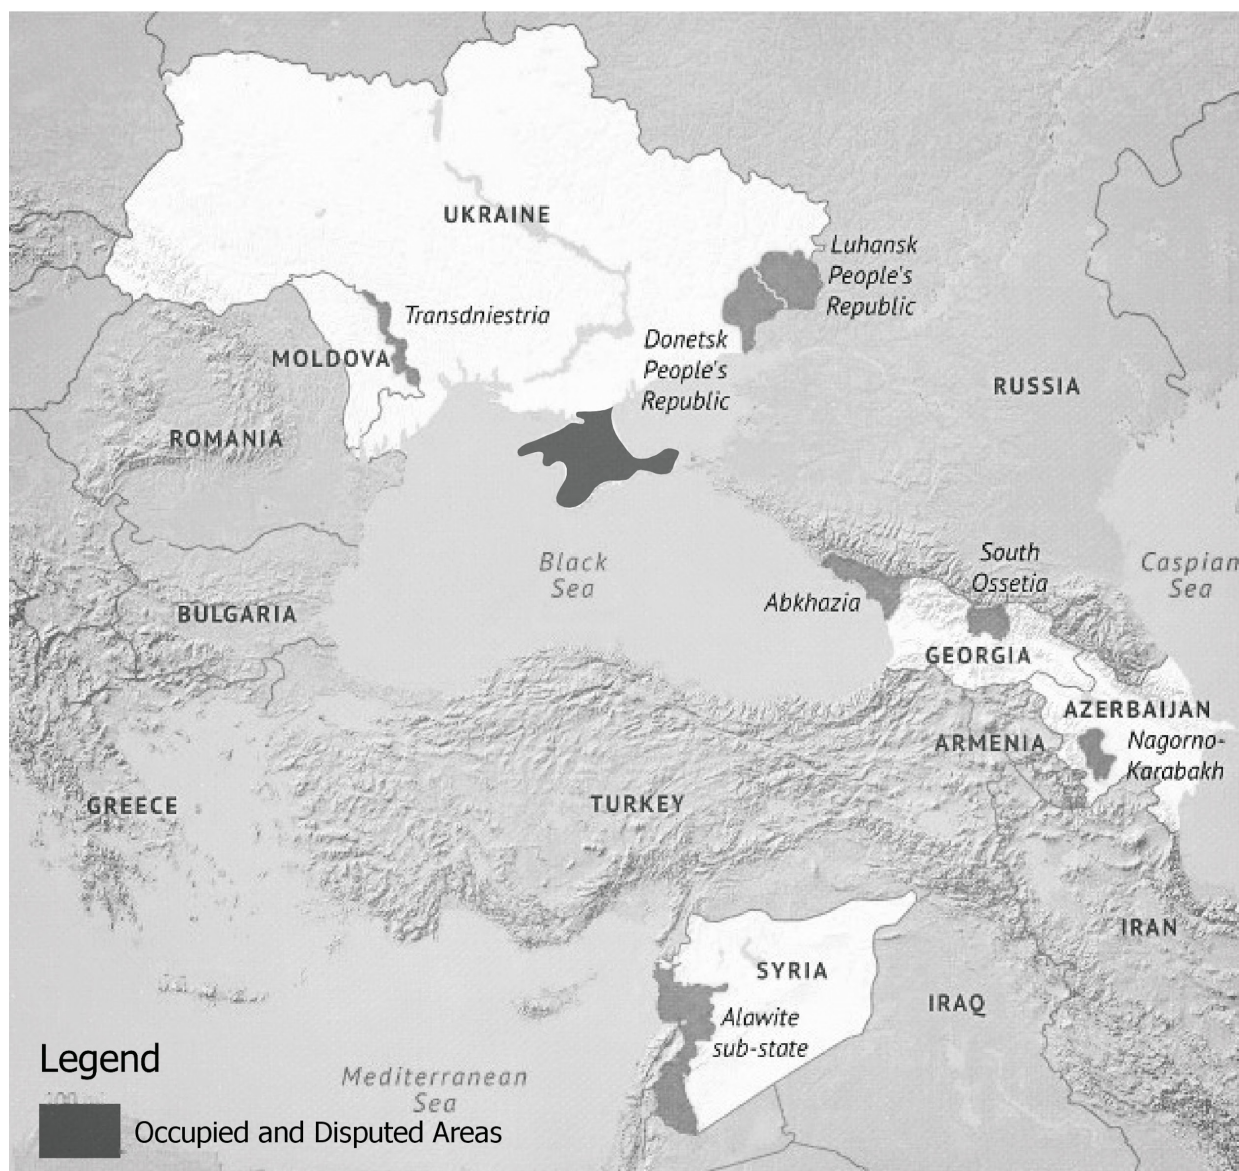 UKRAINE
Luhansk
People's
Republic
Transdniestria
Donetsk
People's
Republic
MOLDOVA
RUSSIA
ROMANIA
Black
Sea
South
Ossetia
Caspian
Sea
Abkhazia
BULGARIA
GEORGIA
AZERBAIJAN
ARMENIA
Nagorno-
Karabakh
GREECE
TURKEY
IRAN
SYRIA
IRAQ
Alawite
sub-state
Mediterranean
Sea
Legend
Occupied and Disputed Areas